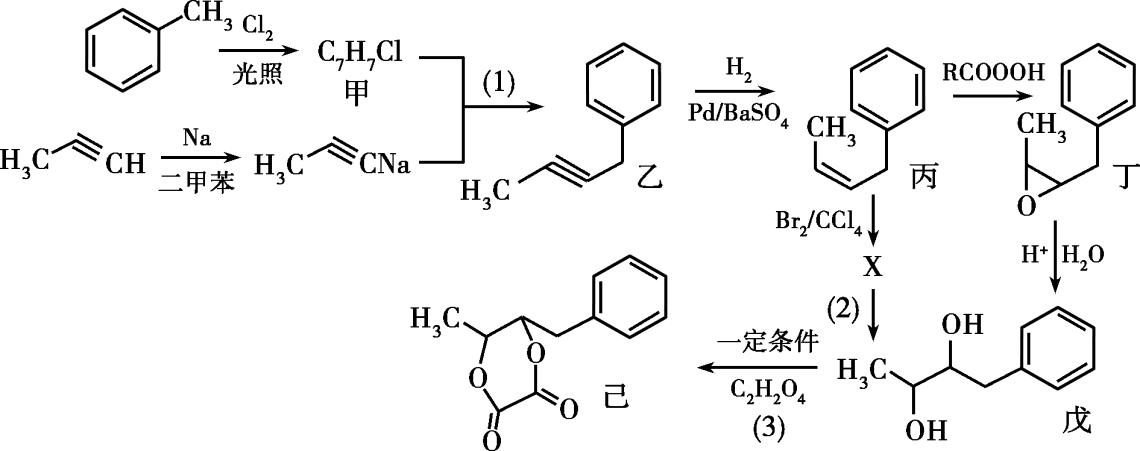 CH₃ Cl₂ 光照 C₇H₇Cl 甲
H₃C CH Na 二甲苯 H₃C CNa
(1)
H₃C 乙
H₂ Pd/BaSO₄
CH₃ 丙
RCOOOH
CH₃ O 丁
Br₂/CCl₄
X
(2)
H⁺ H₂O
H₃C OH OH 戊
一定条件
C₂H₂O₄
(3)
H₃C O O O O 己